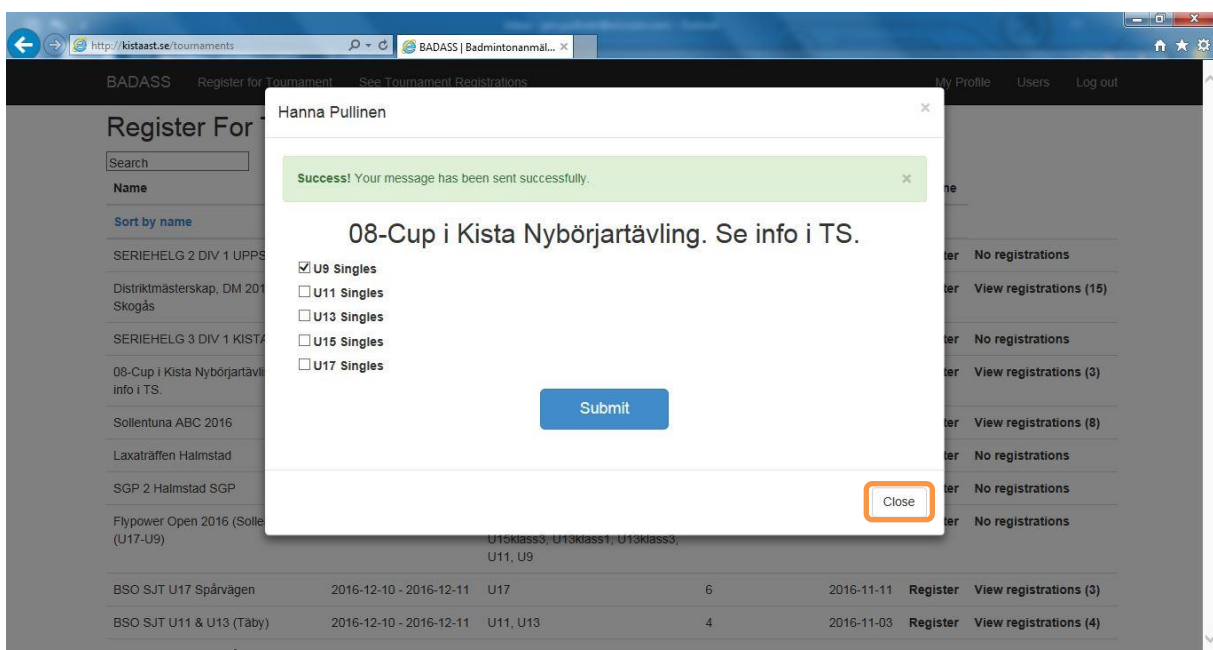 http://kistaast.se/tournaments
BADASS | Badmintonanmäl...
BADASS Register for Tournament See Tournament Registrations My Profile Users Log out
Register For
Hanna Pullinen
Search
Name
Success! Your message has been sent successfully.
Sort by name
08-Cup i Kista Nybörjartävling. Se info i TS.
U9 Singles
U11 Singles
U13 Singles
U15 Singles
U17 Singles
Submit
Close
SERIEHELG 2 DIV 1 UPPS
No registrations
Distriktmästerskap, DM 201
Skogås
View registrations (15)
SERIEHELG 3 DIV 1 KISTA
No registrations
08-Cup i Kista Nybörjartävli
info i TS.
View registrations (3)
Sollentuna ABC 2016
View registrations (8)
Laxaträffen Halmstad
No registrations
SGP 2 Halmstad SGP
No registrations
Flypower Open 2016 (Solle
(U17-U9)
U15klass3, U13klass1, U13klass3,
U11, U9
No registrations
BSO SJT U17 Spårvägen 2016-12-10 - 2016-12-11 U17 6 2016-11-11 Register View registrations (3)
BSO SJT U11 & U13 (Täby) 2016-12-10 - 2016-12-11 U11, U13 4 2016-11-03 Register View registrations (4)